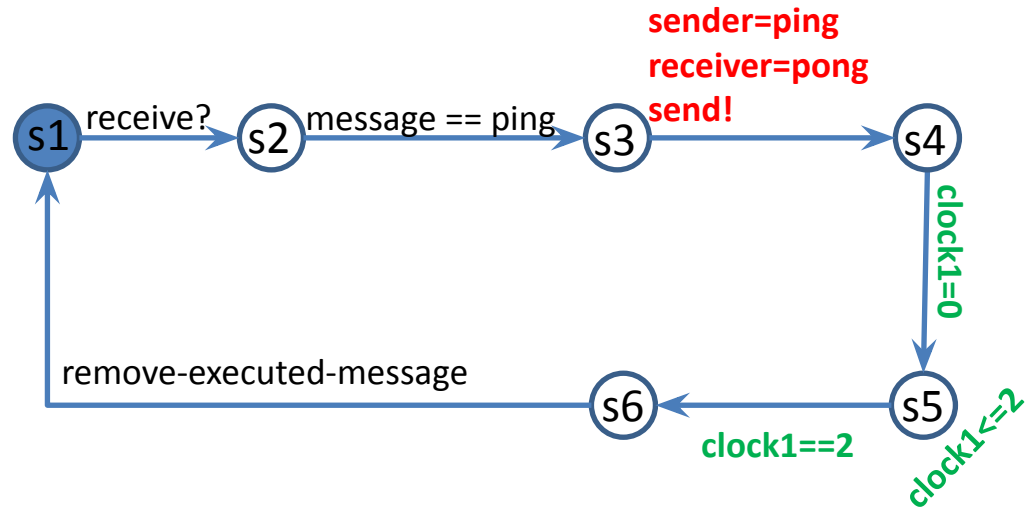 sender=ping
receiver=pong
send!
s1
receive?
s2
message == ping
s3
s4
clock1=0
remove-executed-message
s6
s5
clock1==2
clock1<=2